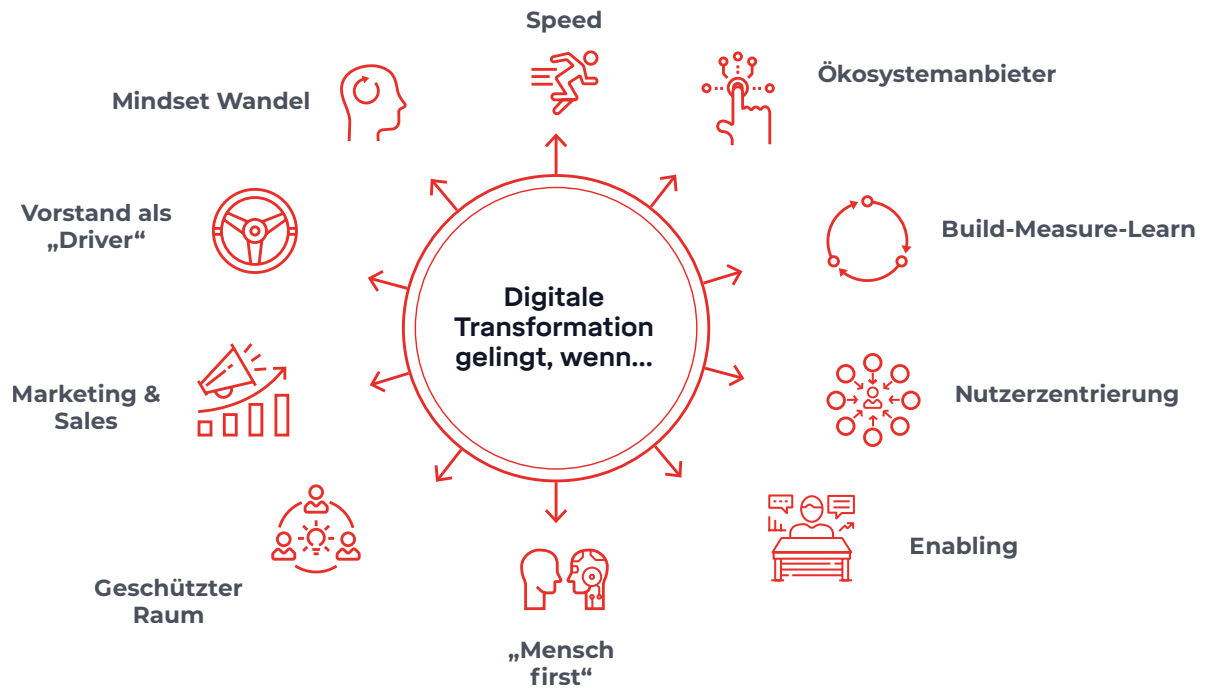 Speed
Ökosystemanbieter
Mindset Wandel
Vorstand als
„Driver“
Build-Measure-Learn
Digitale
Transformation
gelingt, wenn...
Marketing &
Sales
Nutzerzentrierung
Enabling
Geschützter
Raum
„Mensch
first“